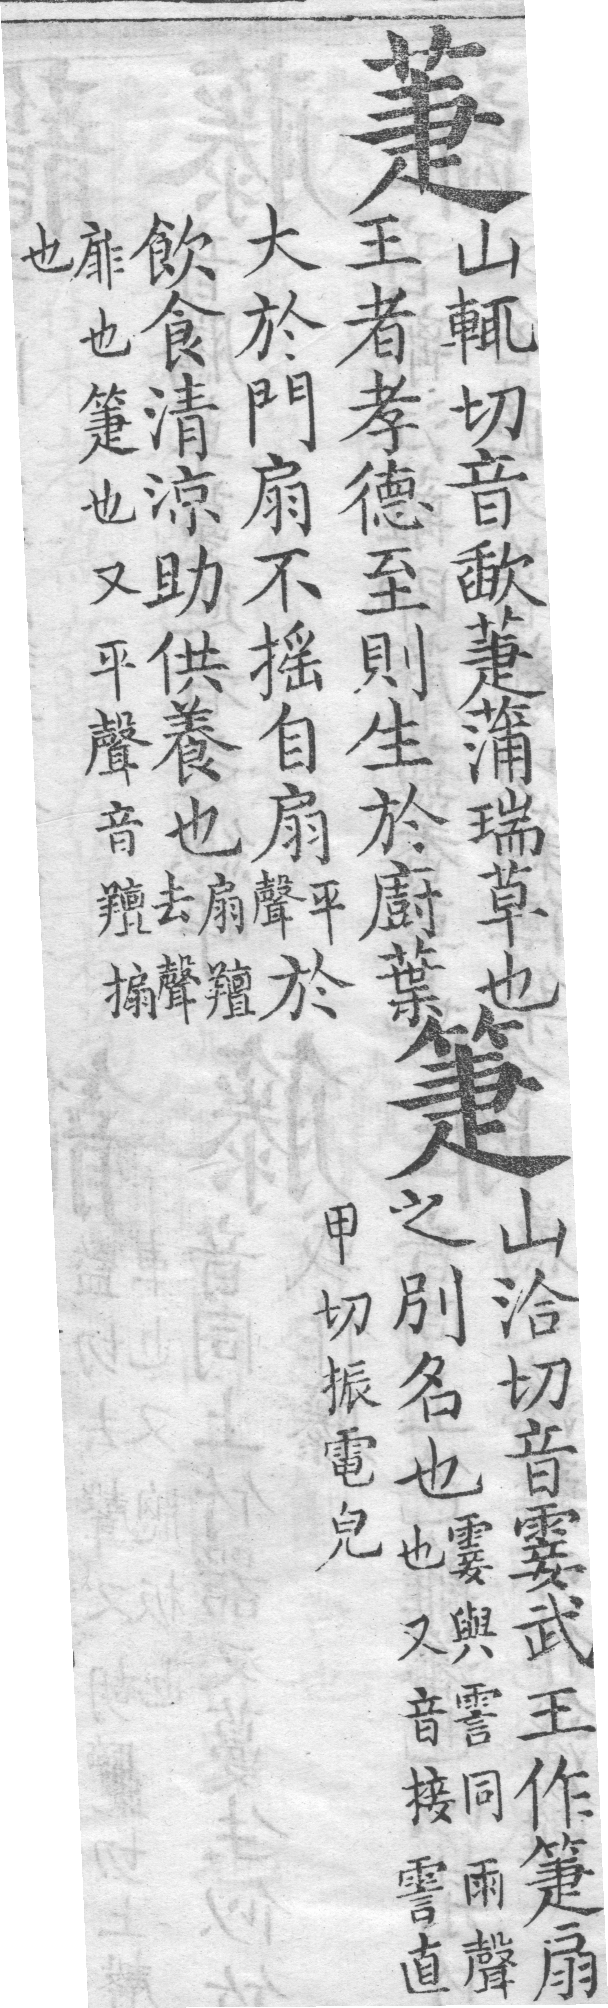 萐
山輒切音歃萐蒲瑞草也
王者孝德至則生於廚葉
大於門扇不摇自扇平聲於
飲食清涼助供養也扇羶去聲
扉也箑也又平聲音羶搧
也
箑
山洽切音霎武王作箑扇
之別名也霎與霅同雨聲
也又音接霅直
甲切振電皃